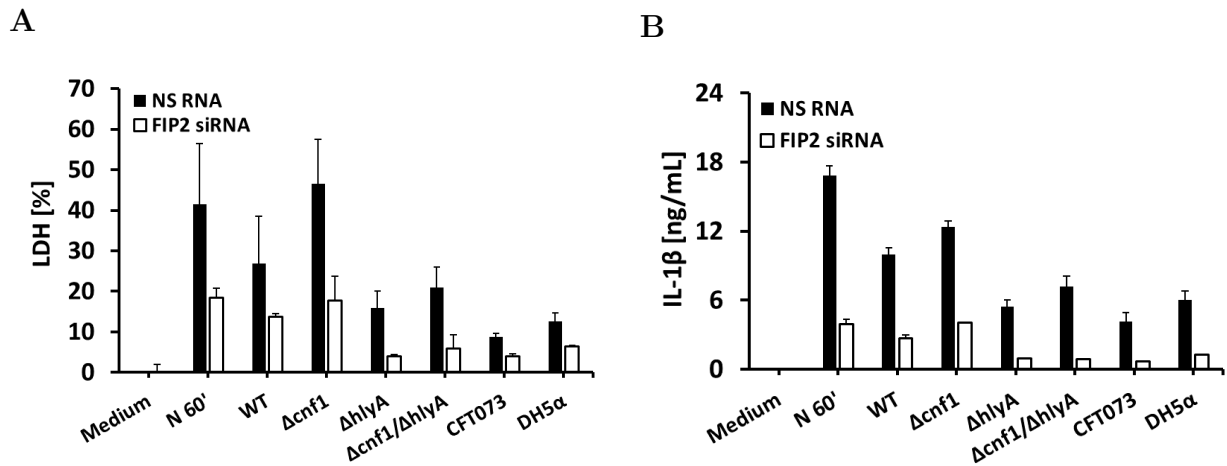 A
LDH [%]
70
60
50
40
30
20
10
0
NS RNA
FIP2 siRNA
Medium
N 60'
WT
Δcnf1
ΔhlyA
Δcnf1/ΔhlyA
CFT073
DH5α
B
IL-1β [ng/mL]
24
18
12
6
0
NS RNA
FIP2 siRNA
Medium
N 60'
WT
Δcnf1
ΔhlyA
Δcnf1/ΔhlyA
CFT073
DH5α